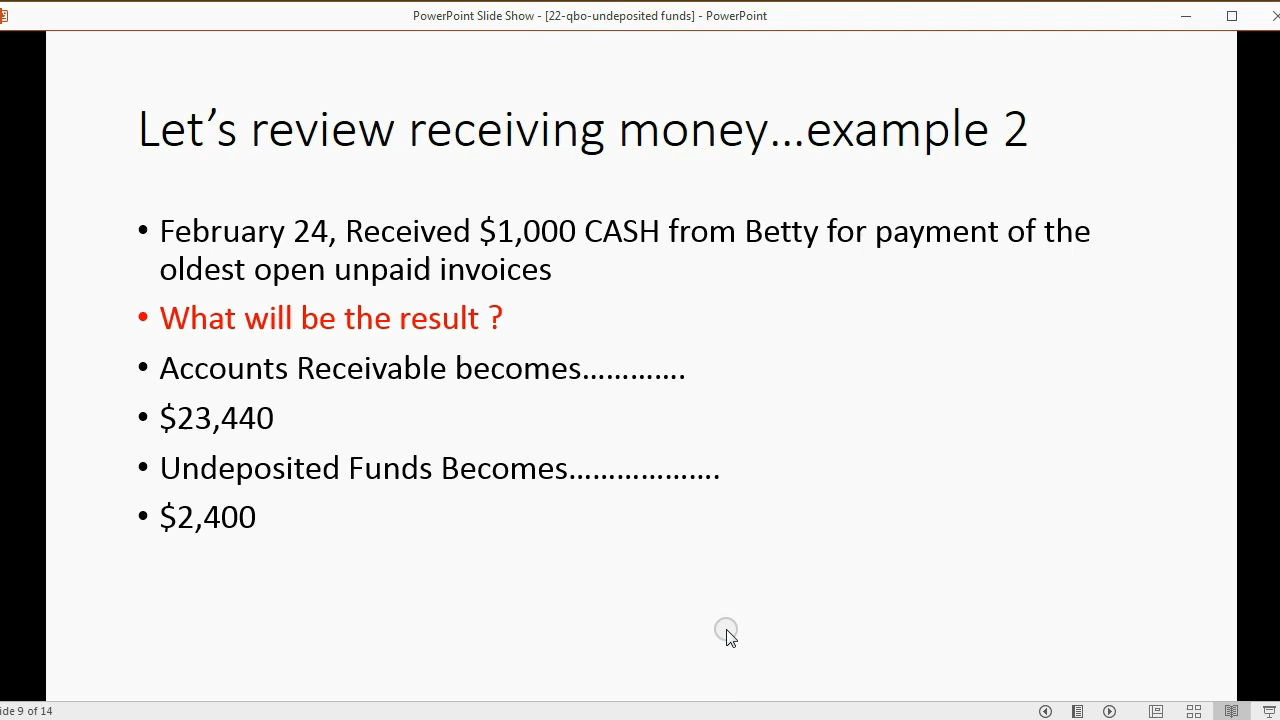 PowerPoint Slide Show - [22-qbo-undeposited funds] - PowerPoint
Let’s review receiving money…example 2
• February 24, Received $1,000 CASH from Betty for payment of the
oldest open unpaid invoices
• What will be the result ?
• Accounts Receivable becomes………….
• $23,440
• Undeposited Funds Becomes……………….
• $2,400
ide 9 of 14